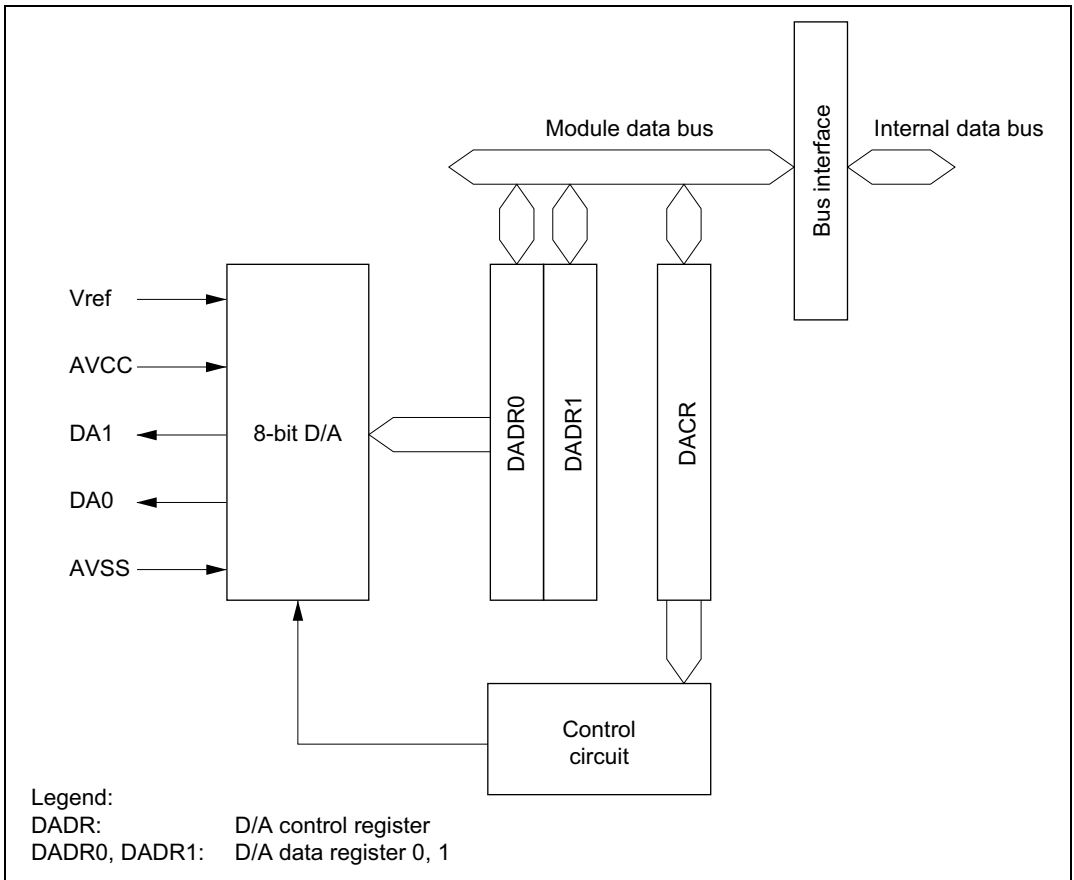 Module data bus
Internal data bus
Bus interface
Vref
AVCC
DA1
DA0
AVSS
8-bit D/A
DADR0
DADR1
DACR
Control
circuit
Legend:
DADR: D/A control register
DADR0, DADR1: D/A data register 0, 1